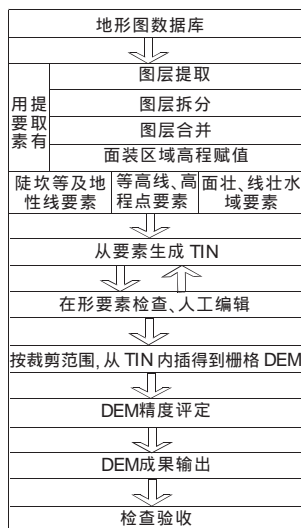 地形图数据库
用提
要取
素有
图层提取
图层拆分
图层合并
面装区域高程赋值
陡坎等及地
性线要素
等高线、高
程点要素
面壮、线壮水
域要素
从要素生成 TIN
在形要素检查、人工编辑
按裁剪范围, 从 TIN 内插得到栅格 DEM
DEM精度评定
DEM成果输出
检查验收